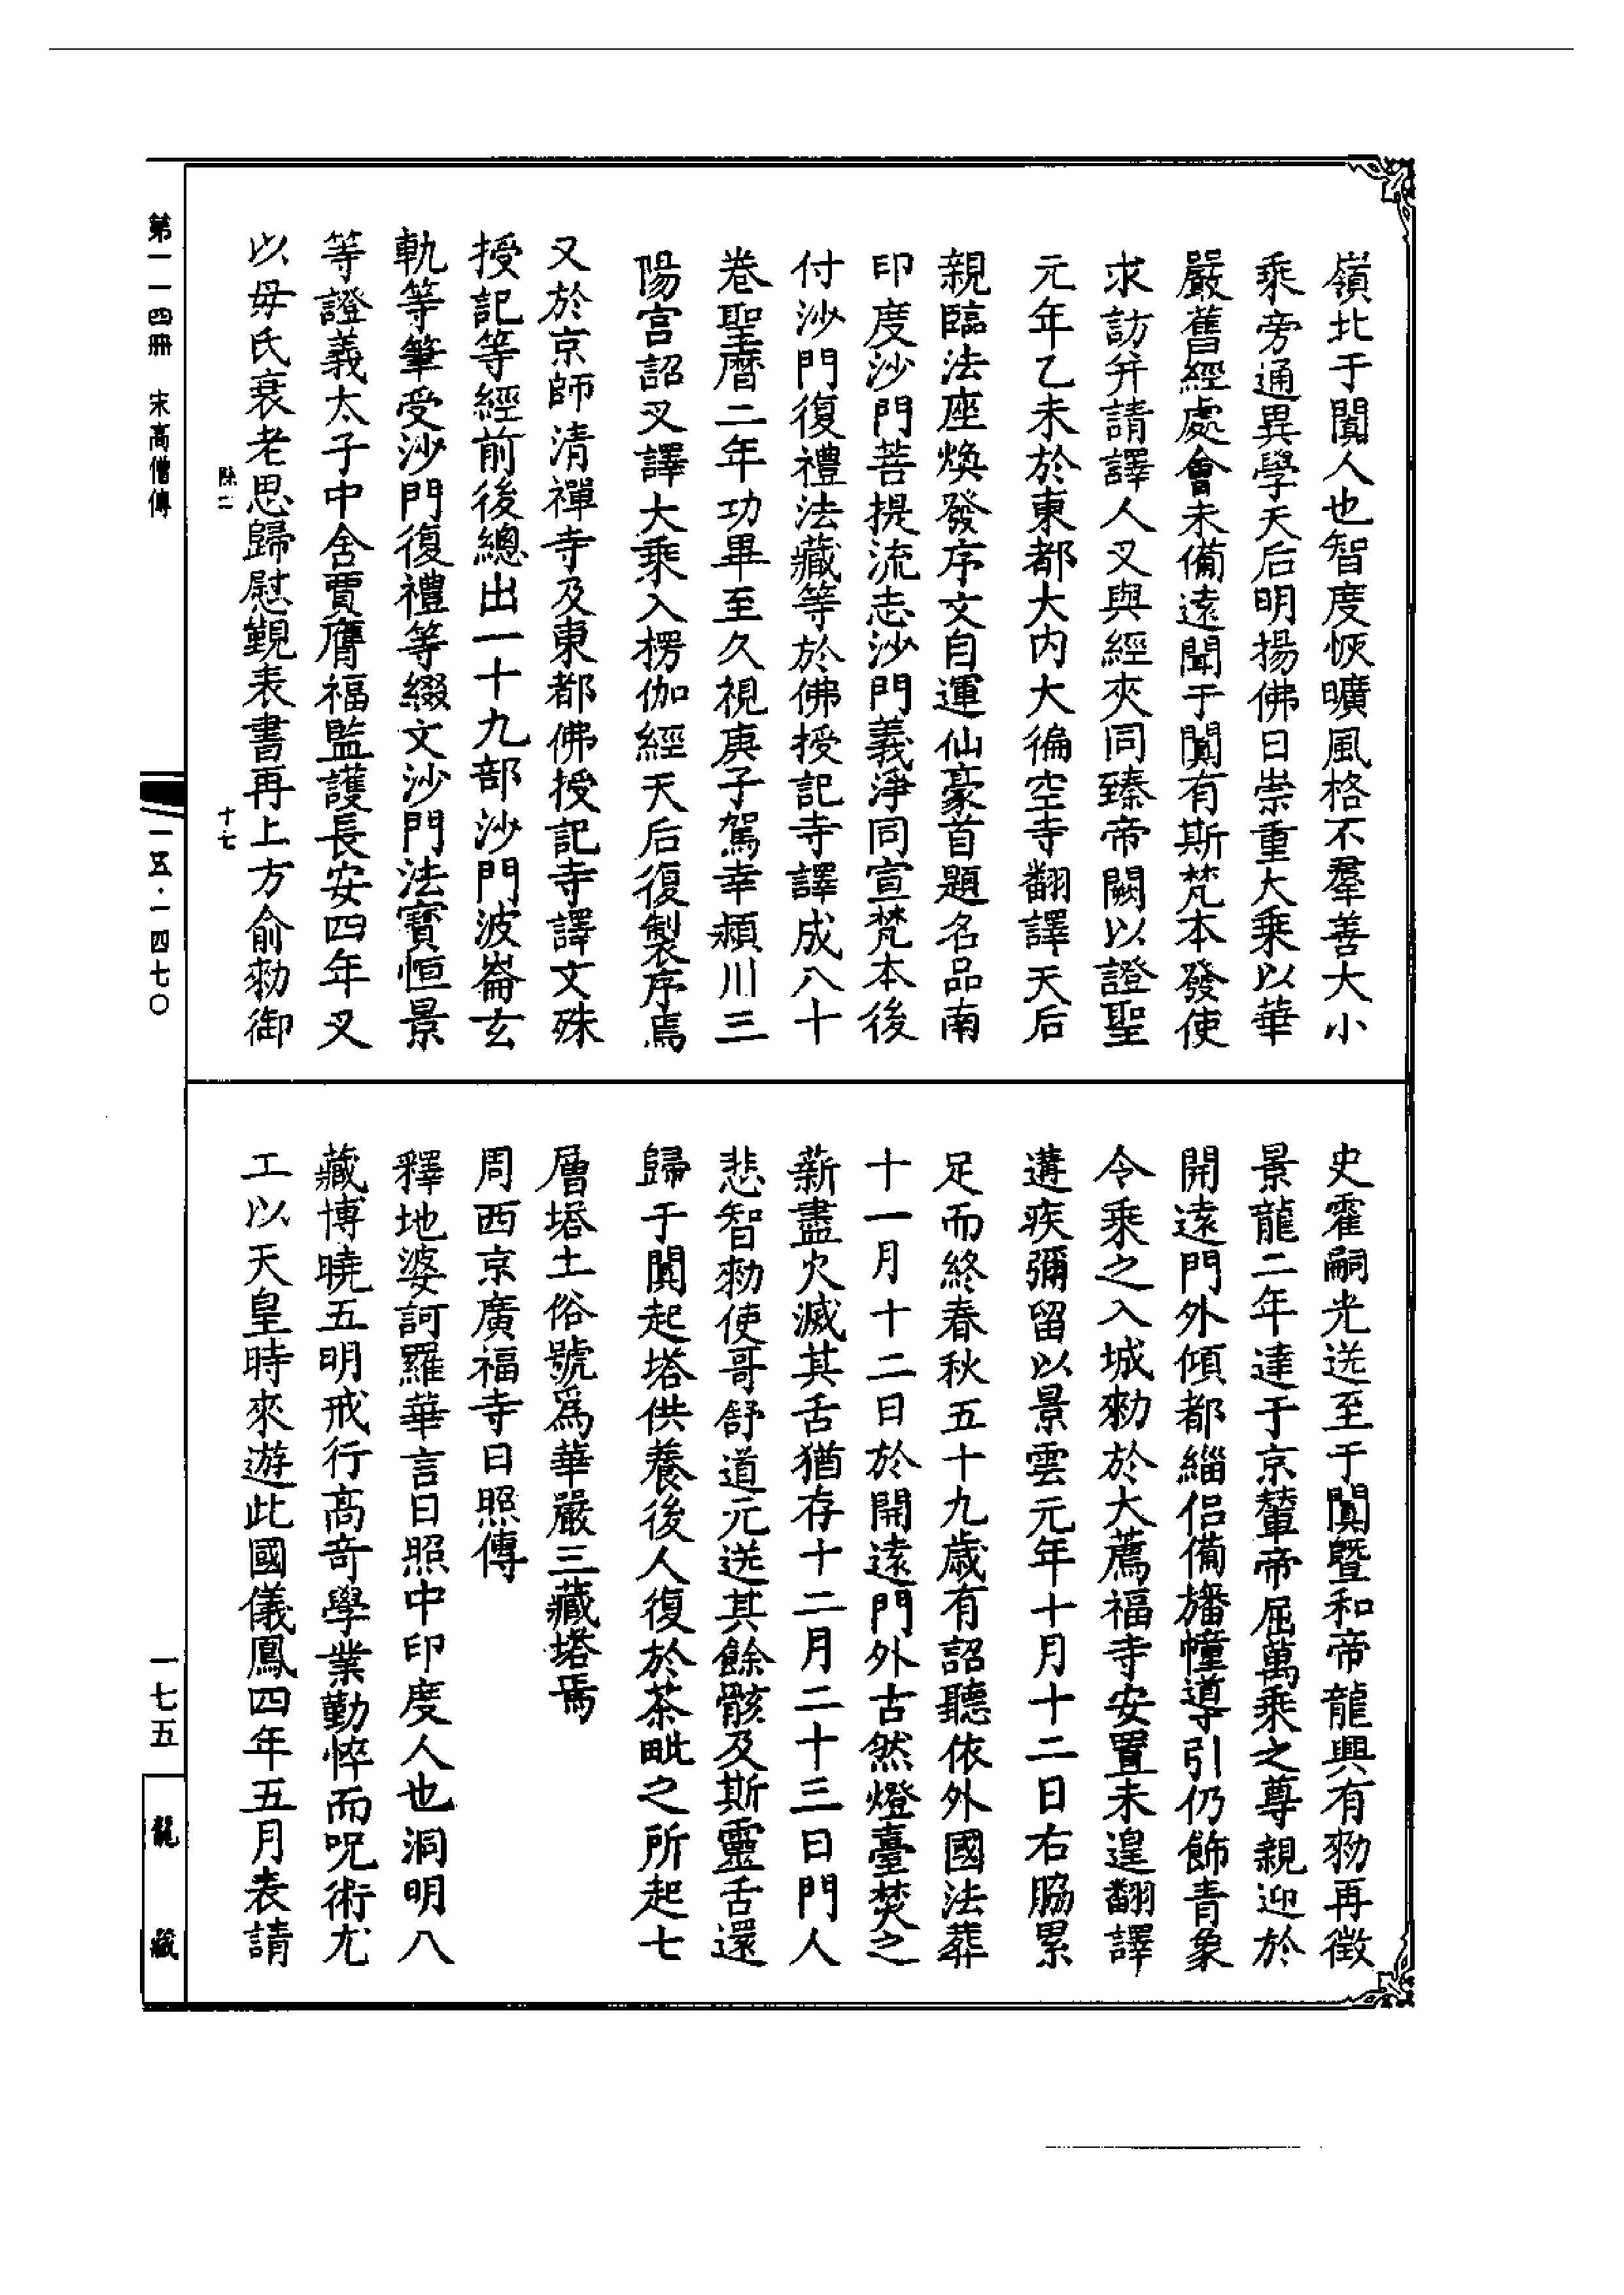 嶺北于闐人也智度恢曠風格不羣善大小
乘旁通異學天后明揚佛日崇重大乘以華
嚴舊經處會未備遠聞于闐有斯梵本發使
求訪并請譯人叉與經夾同臻帝闕以證聖
元年乙未於東都大內大徧空寺翻譯天后
親臨法座煥發序文自運仙豪首題名品南
印度沙門菩提流志沙門義淨同宣梵本後
付沙門復禮法藏等於佛授記寺譯成八十
卷聖曆二年功畢至久視庚子駕幸潁川三
陽宮詔叉譯大乘入楞伽經天后復製序焉
又於京師清禪寺及東都佛授記寺譯文殊
授記等經前後總出一十九部沙門波崙玄
軌等筆受沙門復禮等綴文沙門法寶恒景
等證義太子中舍賈膺福監護長安四年叉
以母氏衰老思歸慰覲表書再上方俞勑御
史霍嗣光送至于闐暨和帝龍興有勑再徵
景龍二年達于京輦帝屈萬乘之尊親迎於
開遠門外傾都緇侶備旛幢導引仍飾青象
令乘之入城勑於大薦福寺安置未遑翻譯
遘疾彌留以景雲元年十月十二日右脇累
足而終春秋五十九歲有詔聽依外國法葬
十一月十二日於開遠門外古然燈臺焚之
薪盡火滅其舌猶存十二月二十三日門人
悲智勑使哥舒道元送其餘骸及斯靈舌還
歸于闐起塔供養後人復於茶毗之所起七
層塔土俗號爲華嚴三藏塔焉
周西京廣福寺日照傳
釋地婆訶羅華言日照中印度人也洞明八
藏博曉五明戒行高奇學業勤悴而呪術尤
工以天皇時來遊此國儀鳳四年五月表請
十七
第一一四冊 宋高僧傳
一五·一四七〇
一七五
龍藏